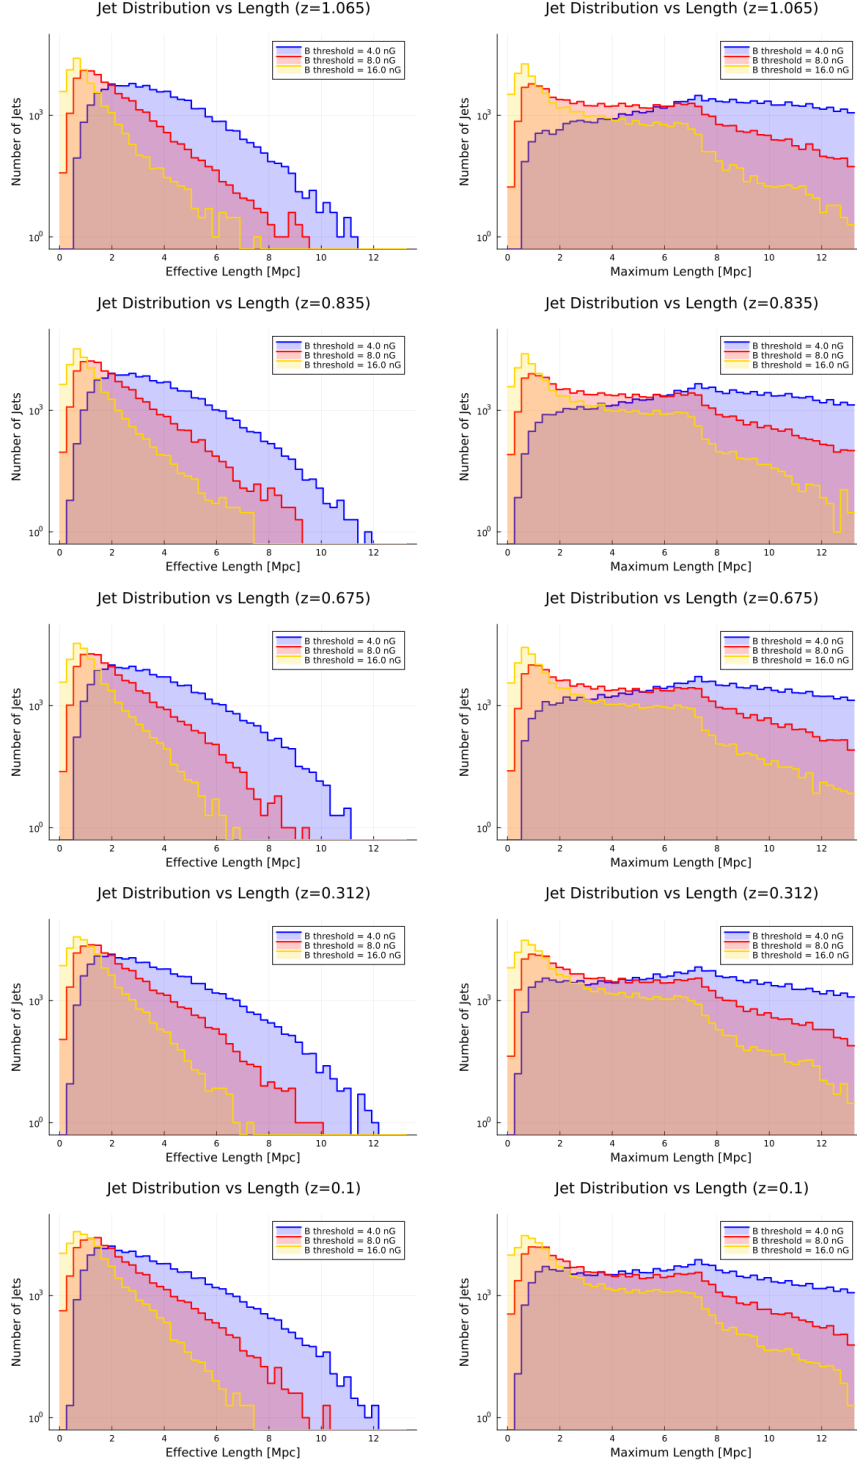 Jet Distribution vs Length (z=1.065)
B threshold = 4.0 nG
B threshold = 8.0 nG
B threshold = 16.0 nG
Number of Jets
10³
10⁰
0 2 4 6 8 10 12
Effective Length [Mpc]
Jet Distribution vs Length (z=1.065)
B threshold = 4.0 nG
B threshold = 8.0 nG
B threshold = 16.0 nG
Number of Jets
10³
10⁰
0 2 4 6 8 10 12
Maximum Length [Mpc]
Jet Distribution vs Length (z=0.835)
B threshold = 4.0 nG
B threshold = 8.0 nG
B threshold = 16.0 nG
Number of Jets
10³
10⁰
0 2 4 6 8 10 12
Effective Length [Mpc]
Jet Distribution vs Length (z=0.835)
B threshold = 4.0 nG
B threshold = 8.0 nG
B threshold = 16.0 nG
Number of Jets
10³
10⁰
0 2 4 6 8 10 12
Maximum Length [Mpc]
Jet Distribution vs Length (z=0.675)
B threshold = 4.0 nG
B threshold = 8.0 nG
B threshold = 16.0 nG
Number of Jets
10³
10⁰
0 2 4 6 8 10 12
Effective Length [Mpc]
Jet Distribution vs Length (z=0.675)
B threshold = 4.0 nG
B threshold = 8.0 nG
B threshold = 16.0 nG
Number of Jets
10³
10⁰
0 2 4 6 8 10 12
Maximum Length [Mpc]
Jet Distribution vs Length (z=0.312)
B threshold = 4.0 nG
B threshold = 8.0 nG
B threshold = 16.0 nG
Number of Jets
10³
10⁰
0 2 4 6 8 10 12
Effective Length [Mpc]
Jet Distribution vs Length (z=0.312)
B threshold = 4.0 nG
B threshold = 8.0 nG
B threshold = 16.0 nG
Number of Jets
10³
10⁰
0 2 4 6 8 10 12
Maximum Length [Mpc]
Jet Distribution vs Length (z=0.1)
B threshold = 4.0 nG
B threshold = 8.0 nG
B threshold = 16.0 nG
Number of Jets
10³
10⁰
0 2 4 6 8 10 12
Effective Length [Mpc]
Jet Distribution vs Length (z=0.1)
B threshold = 4.0 nG
B threshold = 8.0 nG
B threshold = 16.0 nG
Number of Jets
10³
10⁰
0 2 4 6 8 10 12
Maximum Length [Mpc]